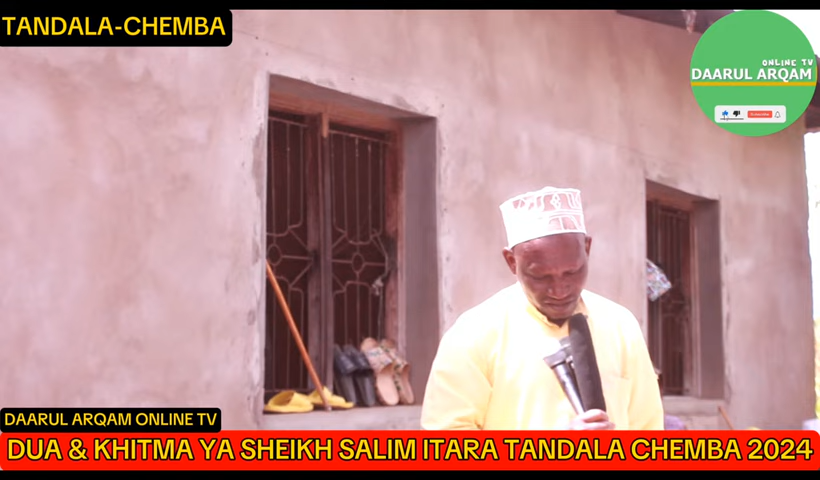 TANDALA-CHEMBA
ONLINE TV
DAARUL ARQAM
Subscribe
DAARUL ARQAM ONLINE TV
DUA & KHITMA YA SHEIKH SALIM ITARA TANDALA CHEMBA 2024